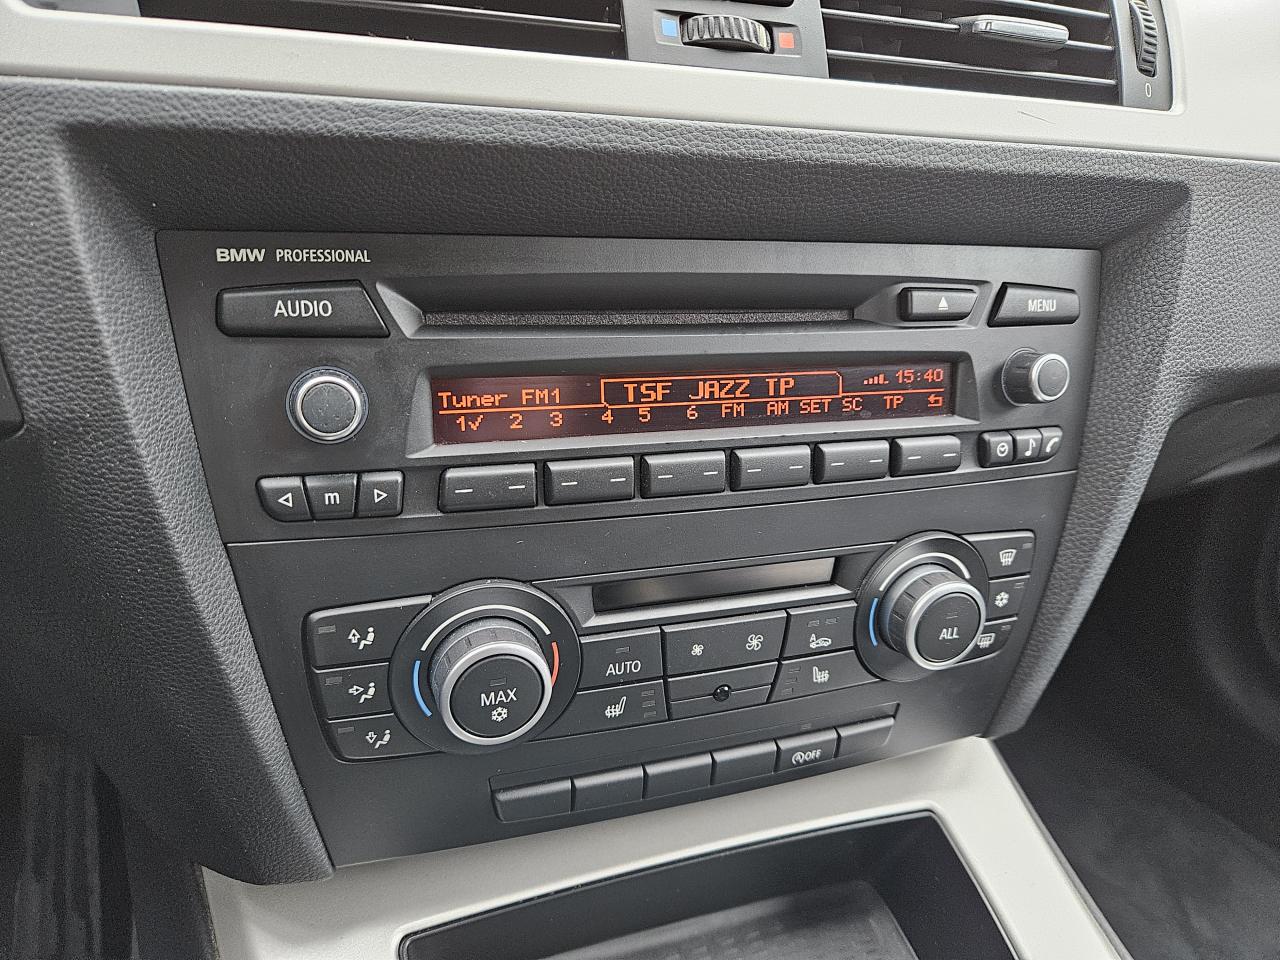 0
BMW PROFESSIONAL
AUDIO
MENU
Tuner FM1 TSF JAZZ TP 15:40
1✓ 2 3 4 5 6 FM AM SET SC TP
m
MAX
AUTO
A
ALL
A OFF